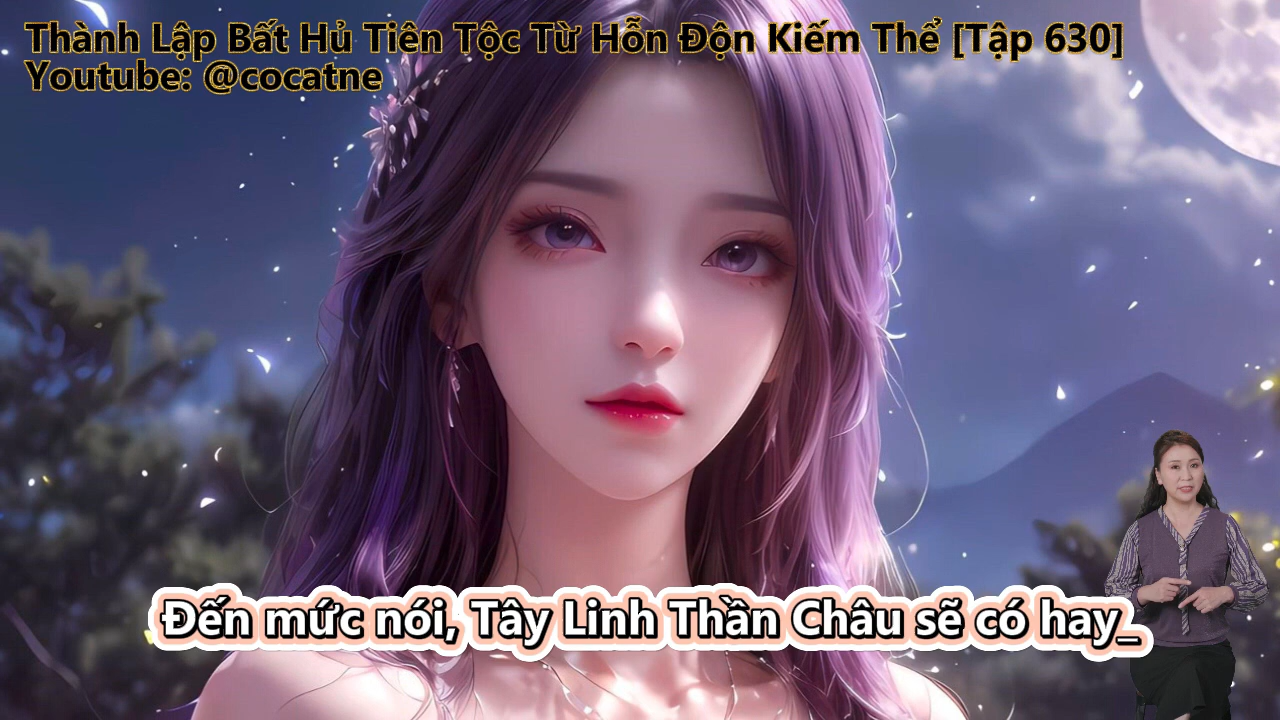 Thành Lập Bất Hủ Tiên Tộc Từ Hỗn Độn Kiếm Thể [Tập 630]
Youtube: @cocatne
Đến mức nói, Tây Linh Thần Châu sẽ có hay_